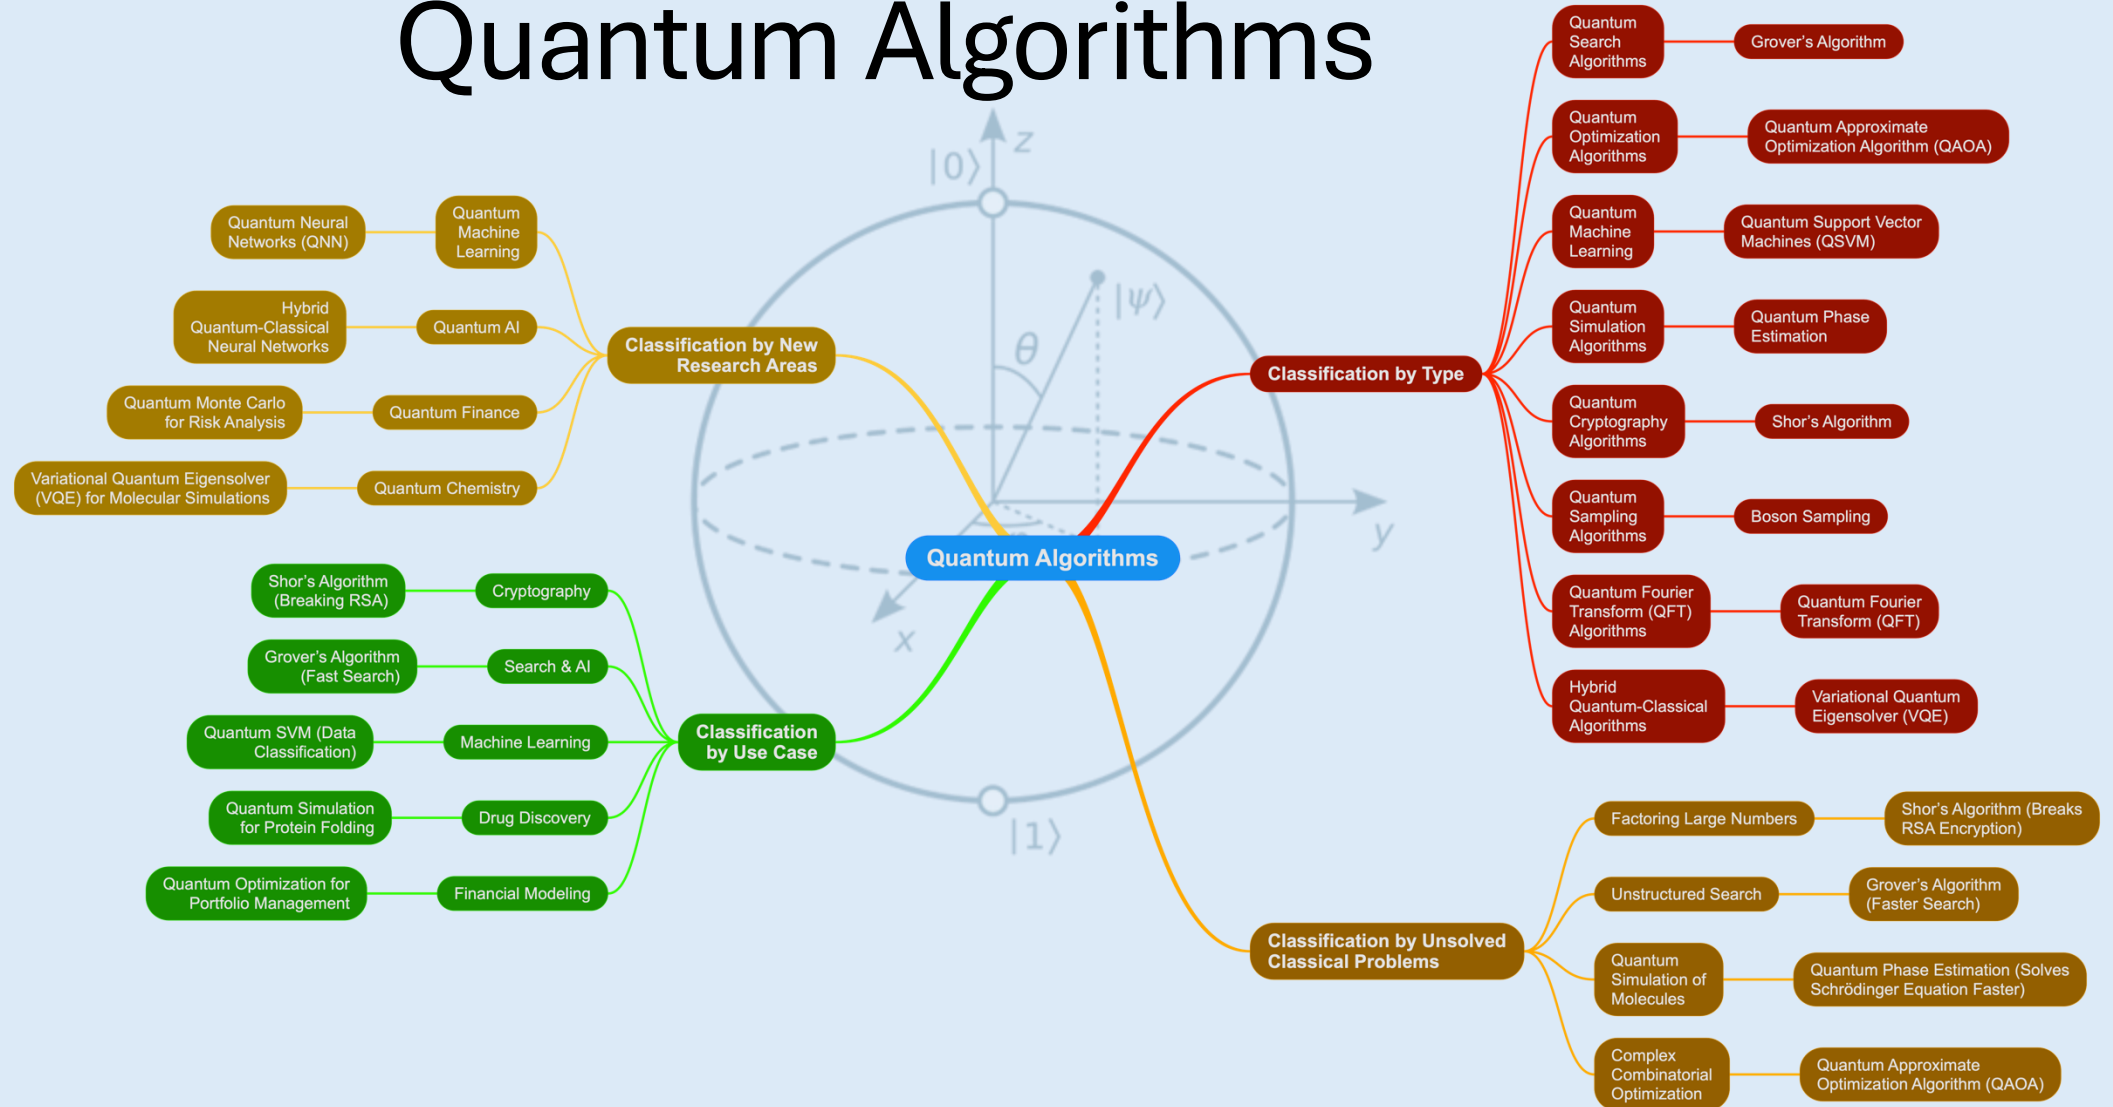 Quantum Algorithms
|0⟩
z
|ψ⟩
θ
y
x
|1⟩
Quantum Algorithms
Classification by New
Research Areas
Quantum
Machine
Learning
Quantum Neural
Networks (QNN)
Quantum AI
Hybrid
Quantum-Classical
Neural Networks
Quantum Finance
Quantum Monte Carlo
for Risk Analysis
Quantum Chemistry
Variational Quantum Eigensolver
(VQE) for Molecular Simulations
Classification
by Use Case
Cryptography
Shor’s Algorithm
(Breaking RSA)
Search & AI
Grover’s Algorithm
(Fast Search)
Machine Learning
Quantum SVM (Data
Classification)
Drug Discovery
Quantum Simulation
for Protein Folding
Financial Modeling
Quantum Optimization for
Portfolio Management
Classification by Type
Quantum
Search
Algorithms
Grover’s Algorithm
Quantum
Optimization
Algorithms
Quantum Approximate
Optimization Algorithm (QAOA)
Quantum
Machine
Learning
Quantum Support Vector
Machines (QSVM)
Quantum
Simulation
Algorithms
Quantum Phase
Estimation
Quantum
Cryptography
Algorithms
Shor’s Algorithm
Quantum
Sampling
Algorithms
Boson Sampling
Quantum Fourier
Transform (QFT)
Algorithms
Quantum Fourier
Transform (QFT)
Hybrid
Quantum-Classical
Algorithms
Variational Quantum
Eigensolver (VQE)
Classification by Unsolved
Classical Problems
Factoring Large Numbers
Shor’s Algorithm (Breaks
RSA Encryption)
Unstructured Search
Grover’s Algorithm
(Faster Search)
Quantum
Simulation of
Molecules
Quantum Phase Estimation (Solves
Schrödinger Equation Faster)
Complex
Combinatorial
Optimization
Quantum Approximate
Optimization Algorithm (QAOA)